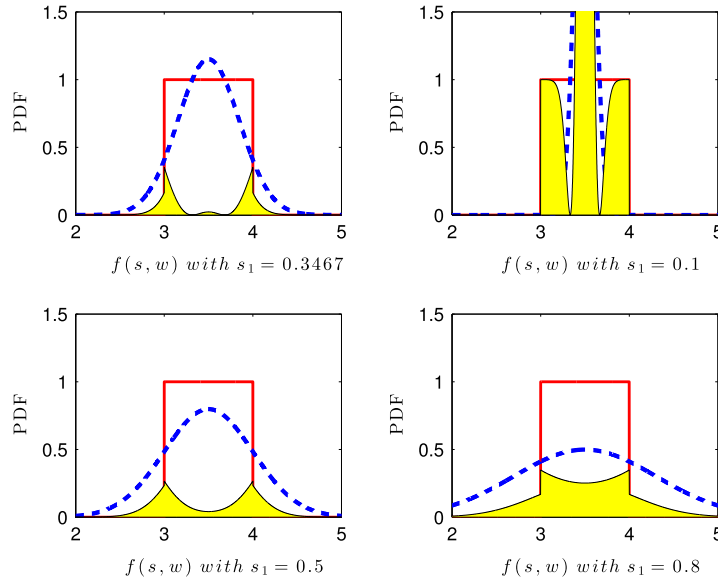 1.5
1
0.5
0
PDF
2 3 4 5
f(s, w) with s₁ = 0.3467
1.5
1
0.5
0
PDF
2 3 4 5
f(s, w) with s₁ = 0.1
1.5
1
0.5
0
PDF
2 3 4 5
f(s, w) with s₁ = 0.5
1.5
1
0.5
0
PDF
2 3 4 5
f(s, w) with s₁ = 0.8